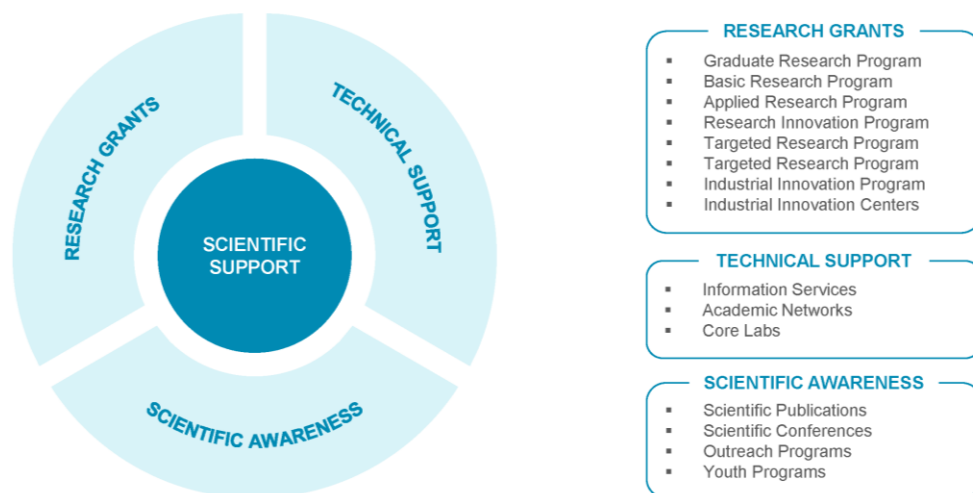 RESEARCH GRANTS
TECHNICAL SUPPORT
SCIENTIFIC
SUPPORT
SCIENTIFIC AWARENESS
RESEARCH GRANTS
▪ Graduate Research Program
▪ Basic Research Program
▪ Applied Research Program
▪ Research Innovation Program
▪ Targeted Research Program
▪ Targeted Research Program
▪ Industrial Innovation Program
▪ Industrial Innovation Centers
TECHNICAL SUPPORT
▪ Information Services
▪ Academic Networks
▪ Core Labs
SCIENTIFIC AWARENESS
▪ Scientific Publications
▪ Scientific Conferences
▪ Outreach Programs
▪ Youth Programs